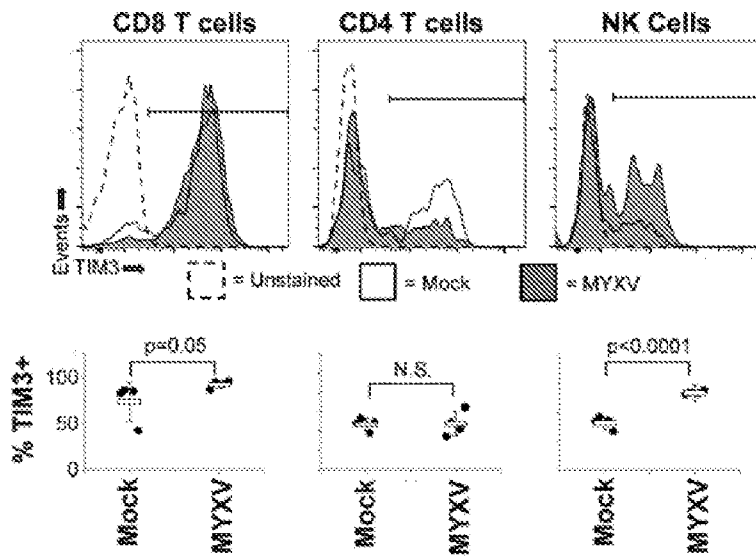 CD8 T cells
CD4 T cells
NK Cells
Events
TIM3
= Unstained
= Mock
= MYXV
% TIM3+
100
50
0
p=0.05
N.S.
p<0.0001
Mock
MYXV
Mock
MYXV
Mock
MYXV